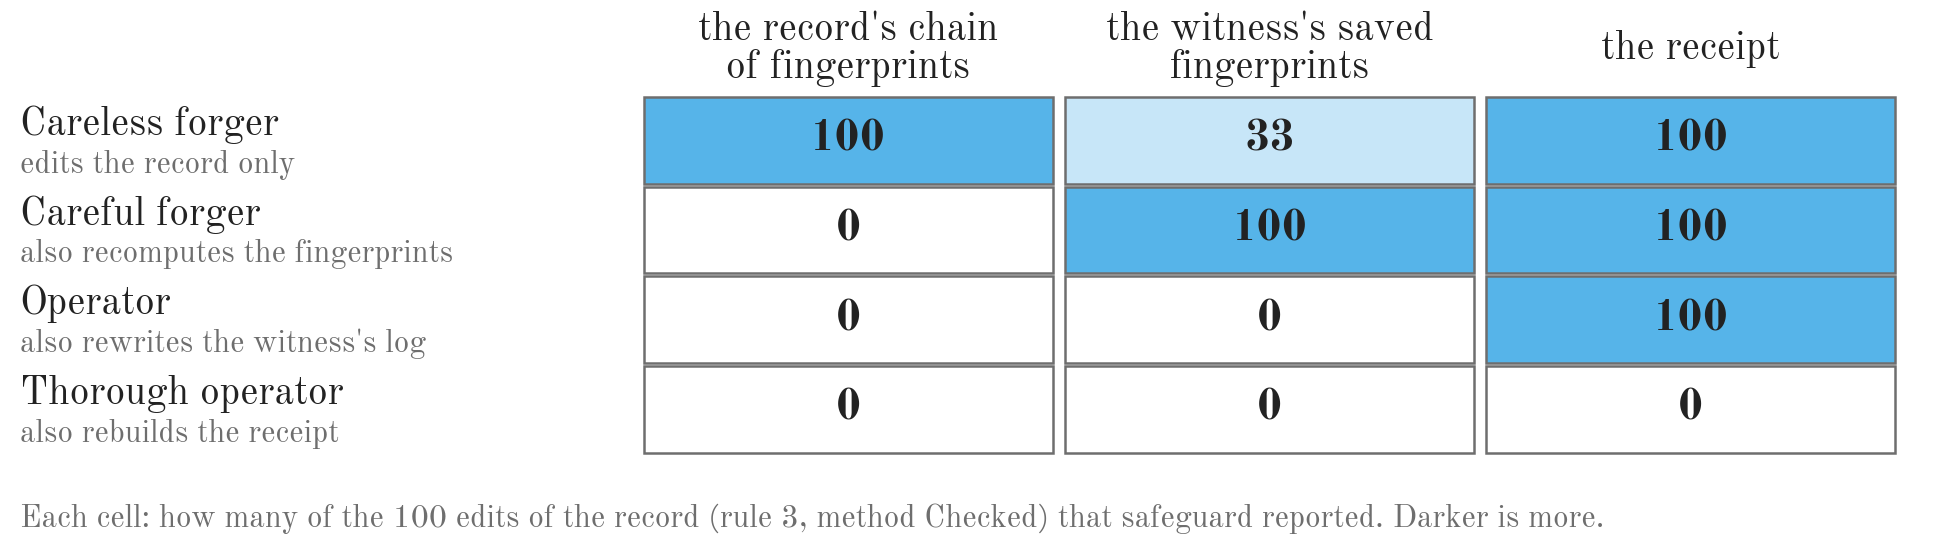 the record's chain
of fingerprints
the witness's saved
fingerprints
the receipt
Careless forger
edits the record only
100
33
100
Careful forger
also recomputes the fingerprints
0
100
100
Operator
also rewrites the witness's log
0
0
100
Thorough operator
also rebuilds the receipt
0
0
0
Each cell: how many of the 100 edits of the record (rule 3, method Checked) that safeguard reported. Darker is more.